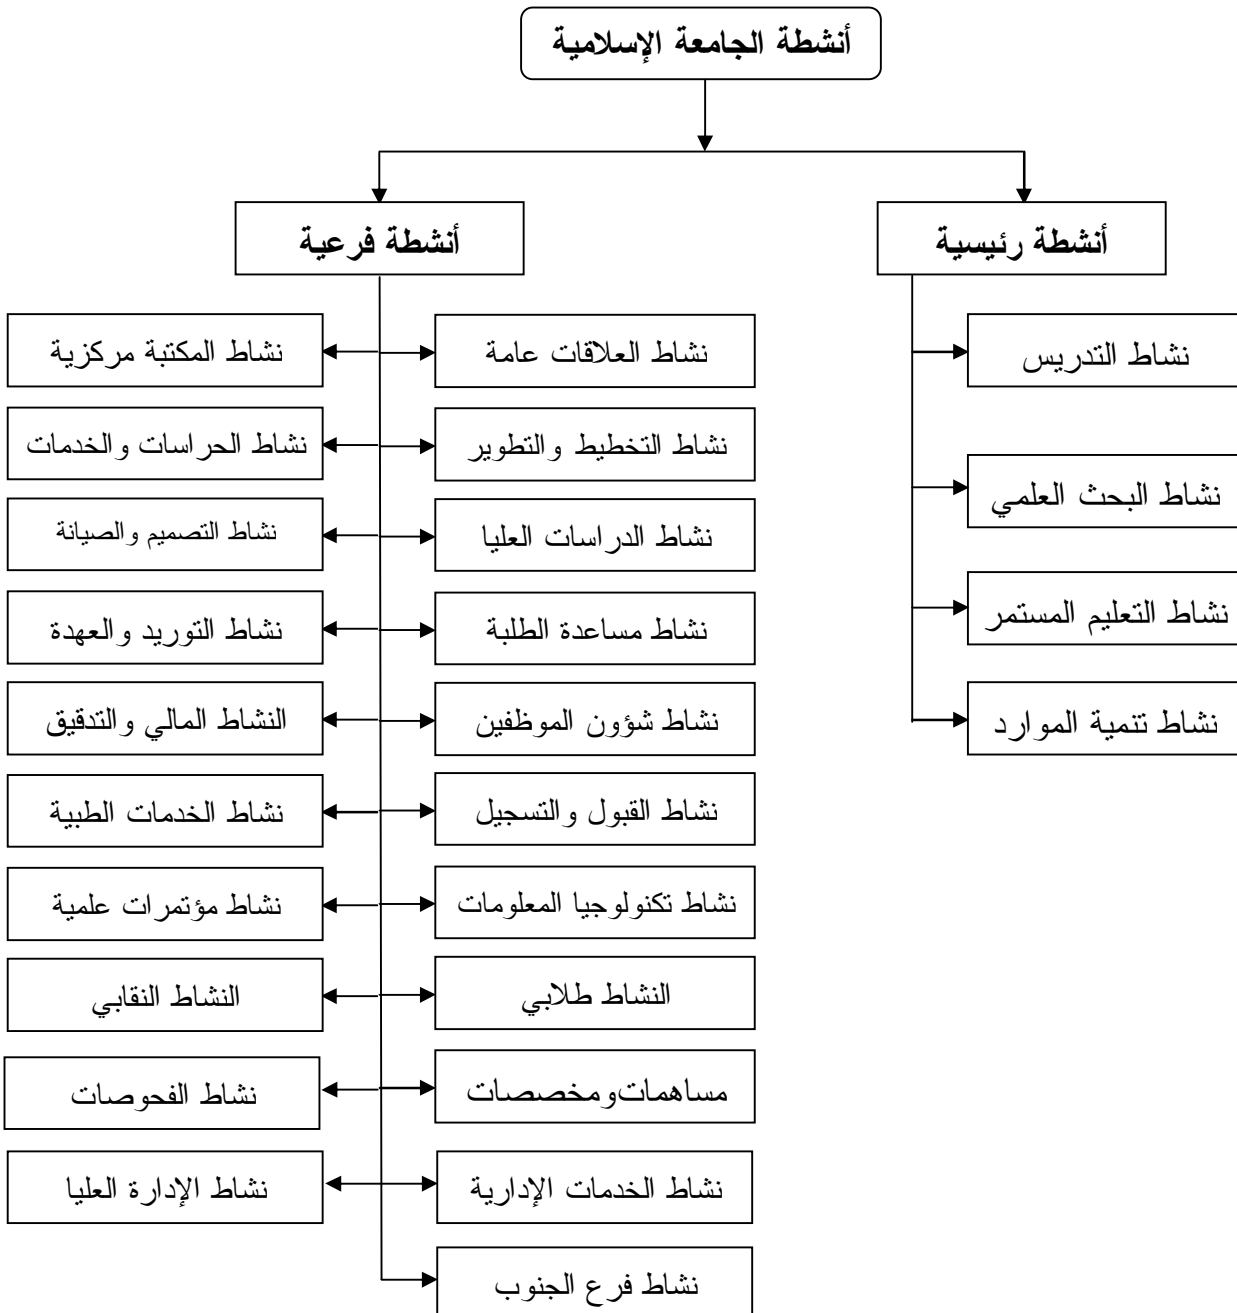 أنشطة الجامعة الإسلامية
أنشطة رئيسية
أنشطة فرعية
نشاط التدريس
نشاط العلاقات عامة
نشاط المكتبة مركزية
نشاط التخطيط والتطوير
نشاط الحراسات والخدمات
نشاط البحث العلمي
نشاط الدراسات العليا
نشاط التصميم والصيانة
نشاط التعليم المستمر
نشاط مساعدة الطلبة
نشاط التوريد والعهدة
نشاط تنمية الموارد
نشاط شؤون الموظفين
النشاط المالي والتدقيق
نشاط القبول والتسجيل
نشاط الخدمات الطبية
نشاط تكنولوجيا المعلومات
نشاط مؤتمرات علمية
النشاط طلابي
النشاط النقابي
مساهمات ومخصصات
نشاط الفحوصات
نشاط الخدمات الإدارية
نشاط الإدارة العليا
نشاط فرع الجنوب